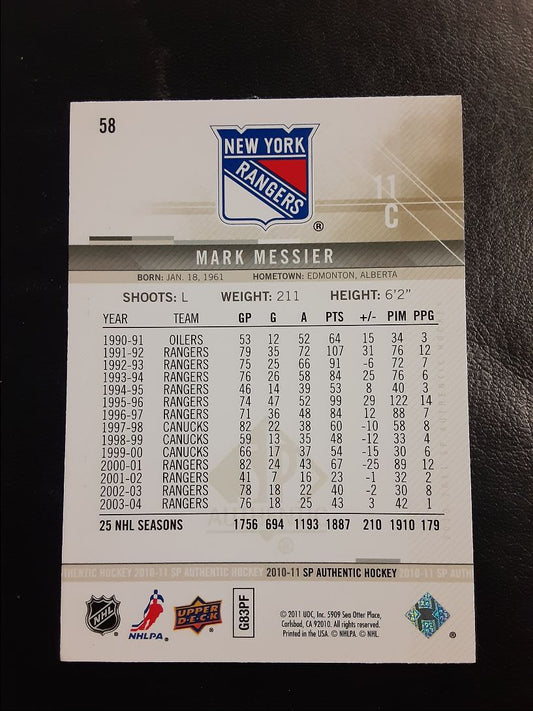 58
NEW YORK
RANGERS
®
11
C
MARK MESSIER
BORN: JAN. 18, 1961 HOMETOWN: EDMONTON, ALBERTA
SHOOTS: L WEIGHT: 211 HEIGHT: 6'2"
YEAR TEAM GP G A PTS +/- PIM PPG
1990-91 OILERS 53 12 52 64 15 34 3
1991-92 RANGERS 79 35 72 107 31 76 12
1992-93 RANGERS 75 25 66 91 -6 72 7
1993-94 RANGERS 76 26 58 84 25 76 6
1994-95 RANGERS 46 14 39 53 8 40 3
1995-96 RANGERS 74 47 52 99 29 122 14
1996-97 RANGERS 71 36 48 84 12 88 7
1997-98 CANUCKS 82 22 38 60 -10 58 8
1998-99 CANUCKS 59 13 35 48 -12 33 4
1999-00 CANUCKS 66 17 37 54 -15 30 6
2000-01 RANGERS 82 24 43 67 -25 89 12
2001-02 RANGERS 41 7 16 23 -1 32 2
2002-03 RANGERS 78 18 22 40 -2 30 8
2003-04 RANGERS 76 18 25 43 3 42 1
25 NHL SEASONS 1756 694 1193 1887 210 1910 179
THENTIC HOCKEY 2010-11 SP AUTHENTIC HOCKEY 2010-11 SP AUTHENTIC HOCKEY 2010-11 SP AUTHENTIC
NHL
NHLPA.
UPPER DECK
G83PF
© 2011 UDC, Inc. 5909 Sea Otter Place,
Carlsbad, CA 92010. All rights reserved.
Printed in the USA. © NHLPA. © NHL.
®